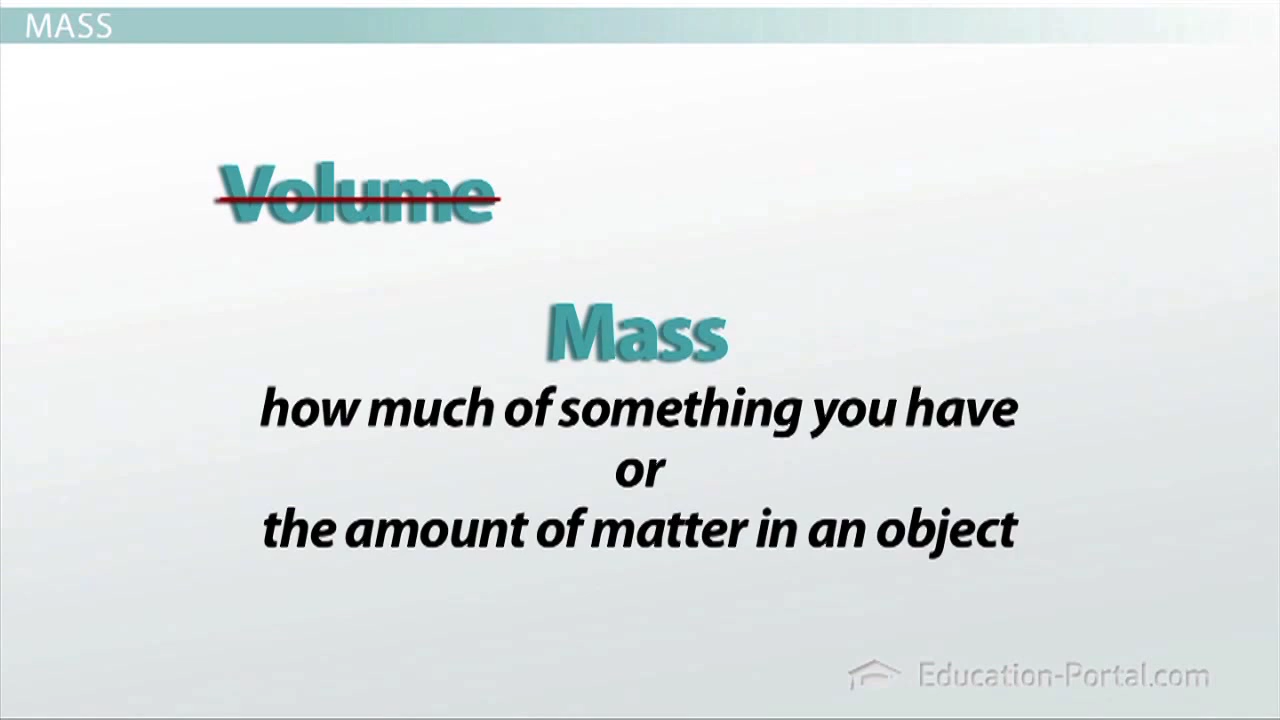 MASS
Volume
Mass
how much of something you have
or
the amount of matter in an object
Education-Portal.com